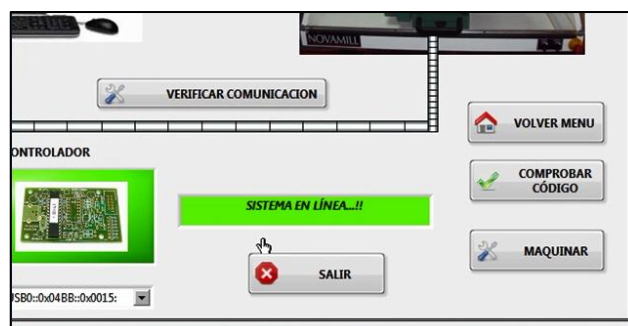 NOVAMILL
VERIFICAR COMUNICACION
VOLVER MENU
ONTROLADOR
COMPROBAR
CÓDIGO
SISTEMA EN LÍNEA...!!
MAQUINAR
SALIR
USB0::0x04BB::0x0015: